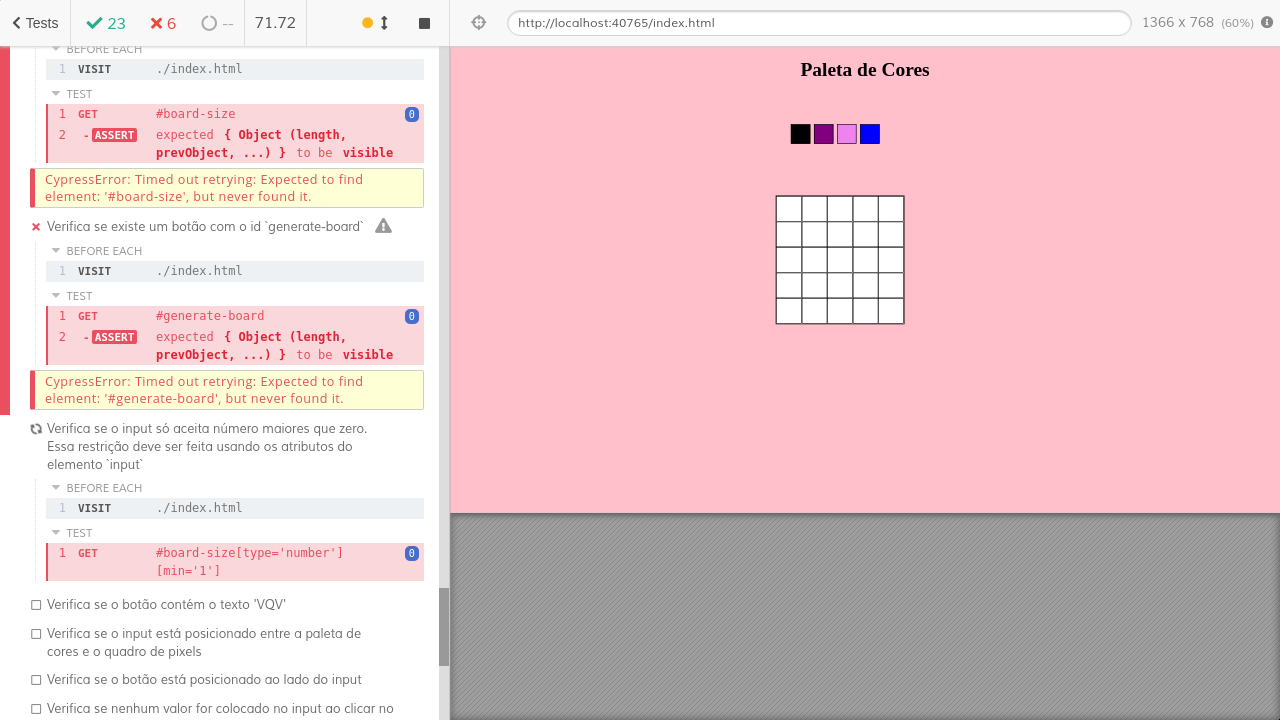 Tests
23
6
--
71.72
http://localhost:40765/index.html
1366 x 768 (60%)
BEFORE EACH
1 VISIT ./index.html
TEST
1 GET #board-size 0
2 -ASSERT expected { Object (length,
prevObject, ...) } to be visible
CypressError: Timed out retrying: Expected to find
element: '#board-size', but never found it.
Verifica se existe um botão com o id `generate-board`
BEFORE EACH
1 VISIT ./index.html
TEST
1 GET #generate-board 0
2 -ASSERT expected { Object (length,
prevObject, ...) } to be visible
CypressError: Timed out retrying: Expected to find
element: '#generate-board', but never found it.
Verifica se o input só aceita número maiores que zero.
Essa restrição deve ser feita usando os atributos do
elemento `input`
BEFORE EACH
1 VISIT ./index.html
TEST
1 GET #board-size[type='number'] 0
[min='1']
Verifica se o botão contém o texto 'VQV'
Verifica se o input está posicionado entre a paleta de
cores e o quadro de pixels
Verifica se o botão está posicionado ao lado do input
Verifica se nenhum valor for colocado no input ao clicar no
Paleta de Cores